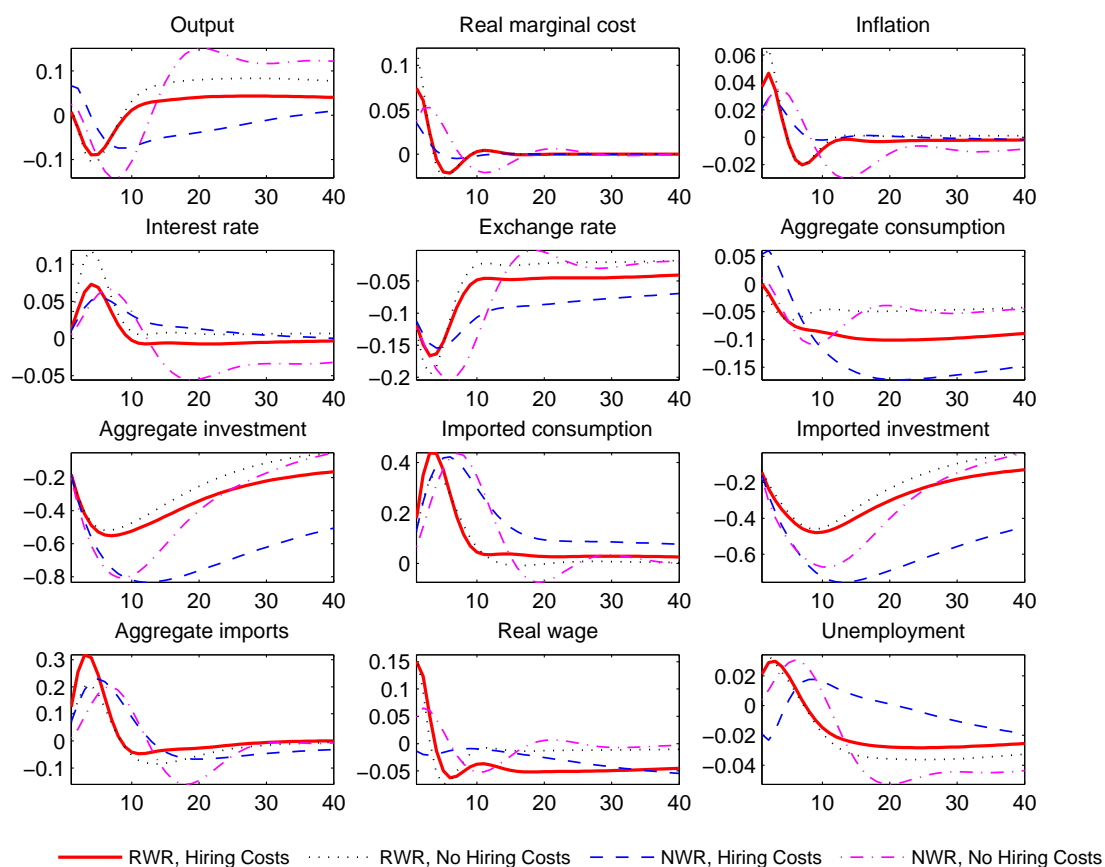 Output
Real marginal cost
Inflation
0.1
0
−0.1
10 20 30 40
0.1
0.05
0
10 20 30 40
0.06
0.04
0.02
0
−0.02
10 20 30 40
Interest rate
Exchange rate
Aggregate consumption
0.1
0.05
0
−0.05
10 20 30 40
−0.05
−0.1
−0.15
−0.2
10 20 30 40
0.05
0
−0.05
−0.1
−0.15
10 20 30 40
Aggregate investment
Imported consumption
Imported investment
−0.2
−0.4
−0.6
−0.8
10 20 30 40
0.4
0.2
0
10 20 30 40
−0.2
−0.4
−0.6
10 20 30 40
Aggregate imports
Real wage
Unemployment
0.3
0.2
0.1
0
−0.1
10 20 30 40
0.15
0.1
0.05
0
−0.05
10 20 30 40
0.02
0
−0.02
−0.04
10 20 30 40
RWR, Hiring Costs
RWR, No Hiring Costs
NWR, Hiring Costs
NWR, No Hiring Costs